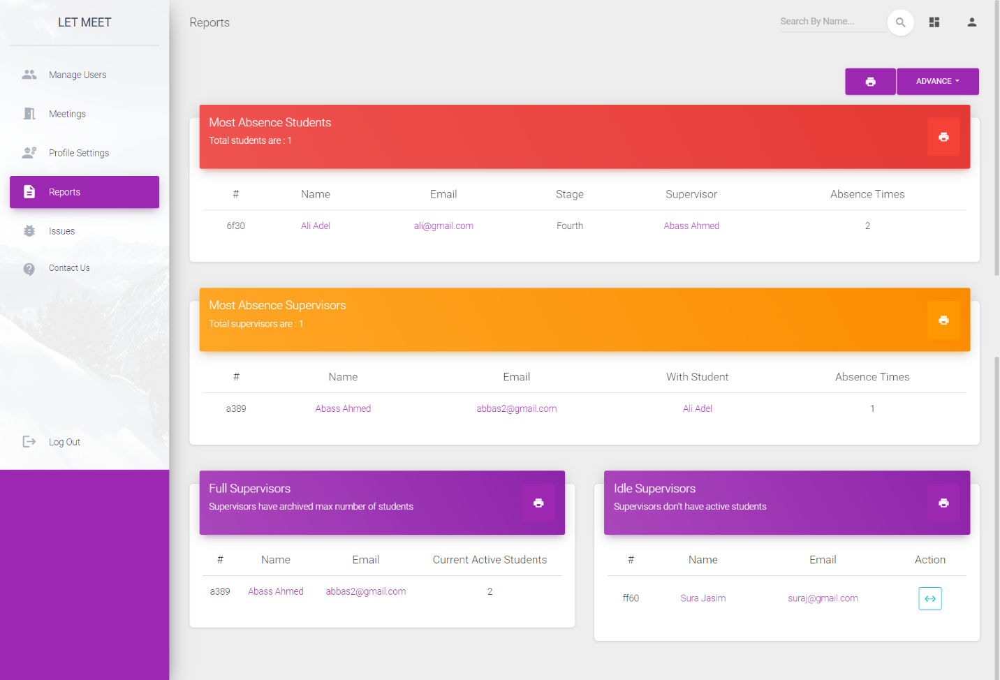 LET MEET
Manage Users
Meetings
Profile Settings
Reports
Issues
Contact Us
Log Out
Reports
Search By Name...
ADVANCE
Most Absence Students
Total students are : 1
# Name Email Stage Supervisor Absence Times
6f30 Ali Adel ali@gmail.com Fourth Abass Ahmed 2
Most Absence Supervisors
Total supervisors are : 1
# Name Email With Student Absence Times
a389 Abass Ahmed abbas2@gmail.com Ali Adel 1
Full Supervisors
Supervisors have archived max number of students
# Name Email Current Active Students
a389 Abass Ahmed abbas2@gmail.com 2
Idle Supervisors
Supervisors don't have active students
# Name Email Action
ff60 Sura Jasim suraj@gmail.com